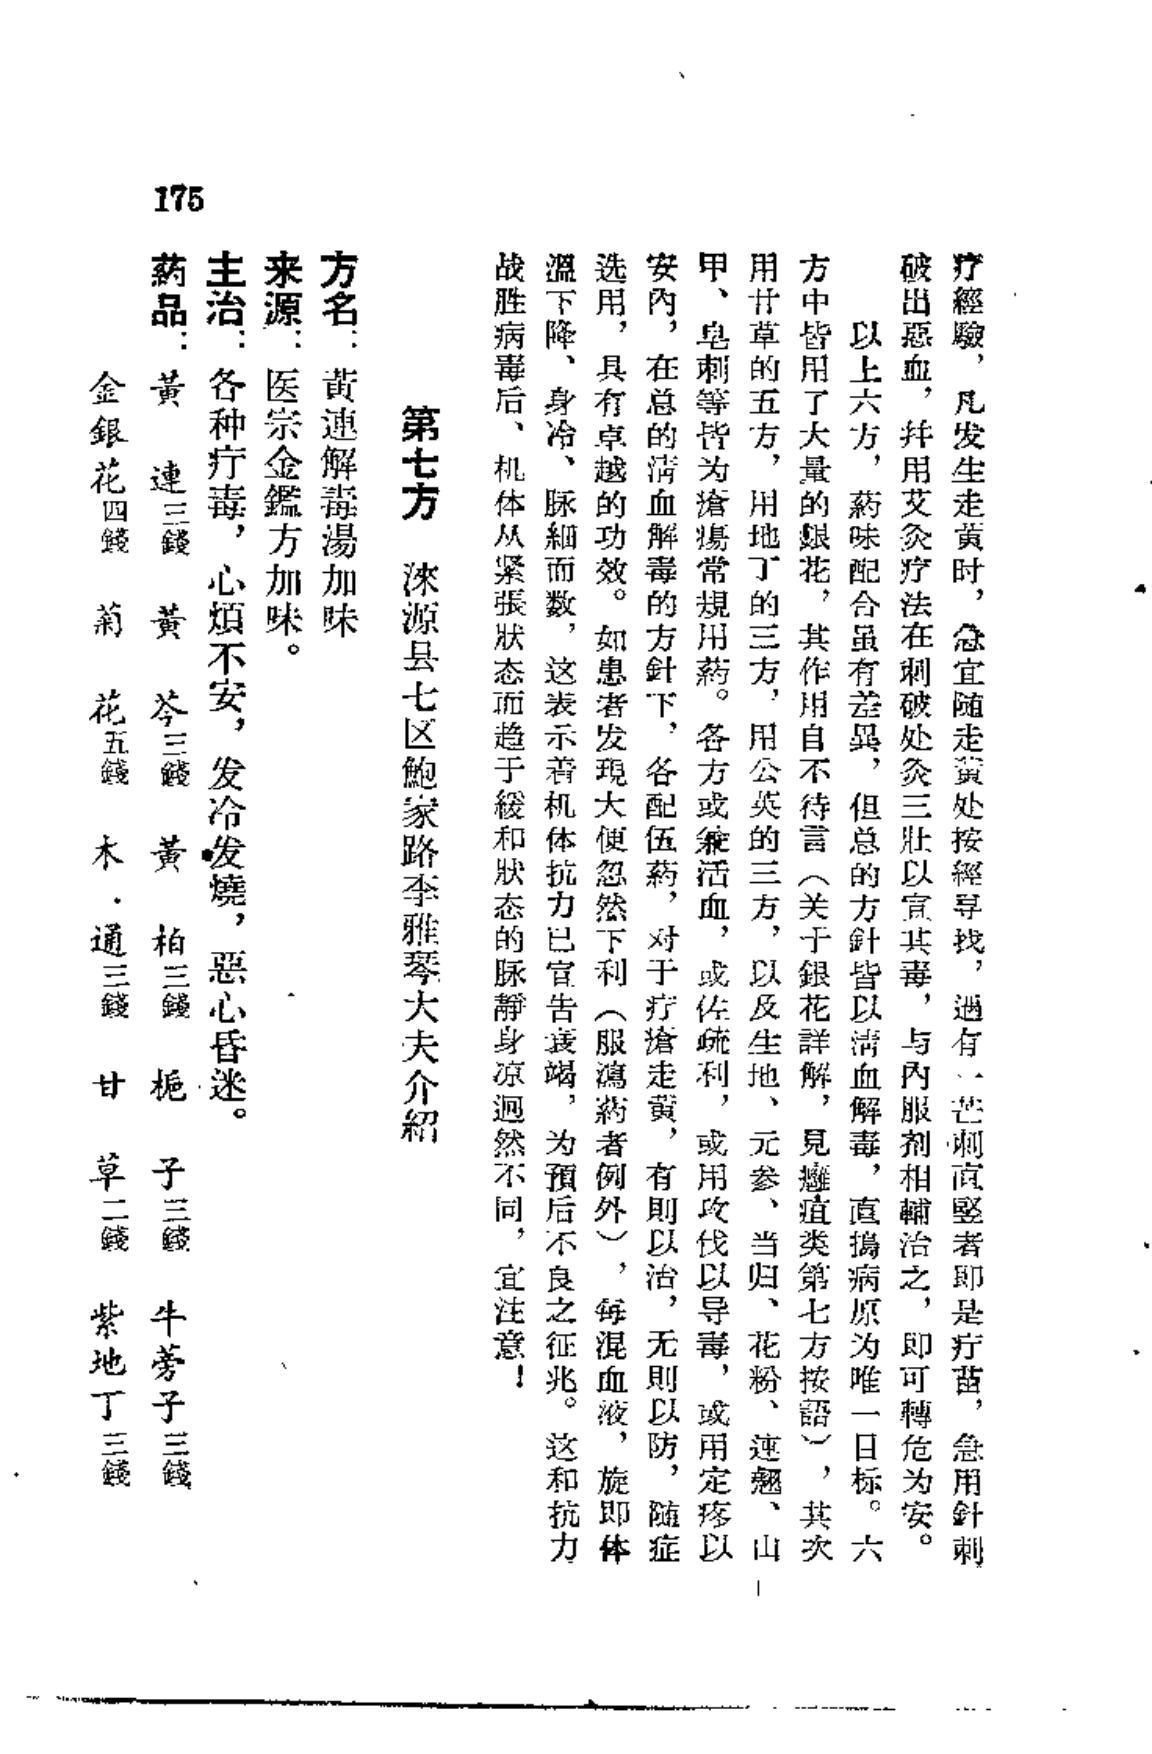 疗經驗，凡发生走黄时，急宜随走黄处按經寻找，遇有一芒刺直竪者即是疔苗，急用針刺
破出惡血，幷用艾灸疗法在刺破处灸三壯以宣其毒，与內服剂相輔治之，即可轉危为安。
以上六方，葯味配合虽有差異，但总的方針皆以清血解毒，直搗病原为唯一目标。六
方中皆用了大量的銀花，其作用自不待言（关于銀花詳解，見癰疽类第七方按語），其次
用甘草的五方，用地丁的三方，用公英的三方，以及生地、元参、当归、花粉、連翹、山
甲、皂刺等皆为瘡瘍常規用葯。各方或兼活血，或佐疏利，或用攻伐以导毒，或用定疼以
安內，在总的清血解毒的方針下，各配伍葯，对于疔瘡走黃，有則以治，无則以防，随症
选用，具有卓越的功效。如患者发現大便忽然下利（服瀉葯者例外），每混血液，旋即体
溫下降、身冷、脉細而数，这表示着机体抗力已宣告衰竭，为預后不良之征兆。这和抗力
战胜病毒后、机体从紧張狀态而趋于緩和狀态的脉靜身凉迥然不同，宜注意！
第七方　淶源县七区鮑家路李雅琴大夫介紹
方名：黃連解毒湯加味
来源：医宗金鑑方加味。
主治：各种疔毒，心煩不安，发冷发燒，惡心昏迷。
葯品：黃連三錢　黃芩三錢　黃柏三錢　梔子三錢　牛蒡子三錢
金銀花四錢　菊花五錢　木通三錢　甘草二錢　紫地丁三錢
175